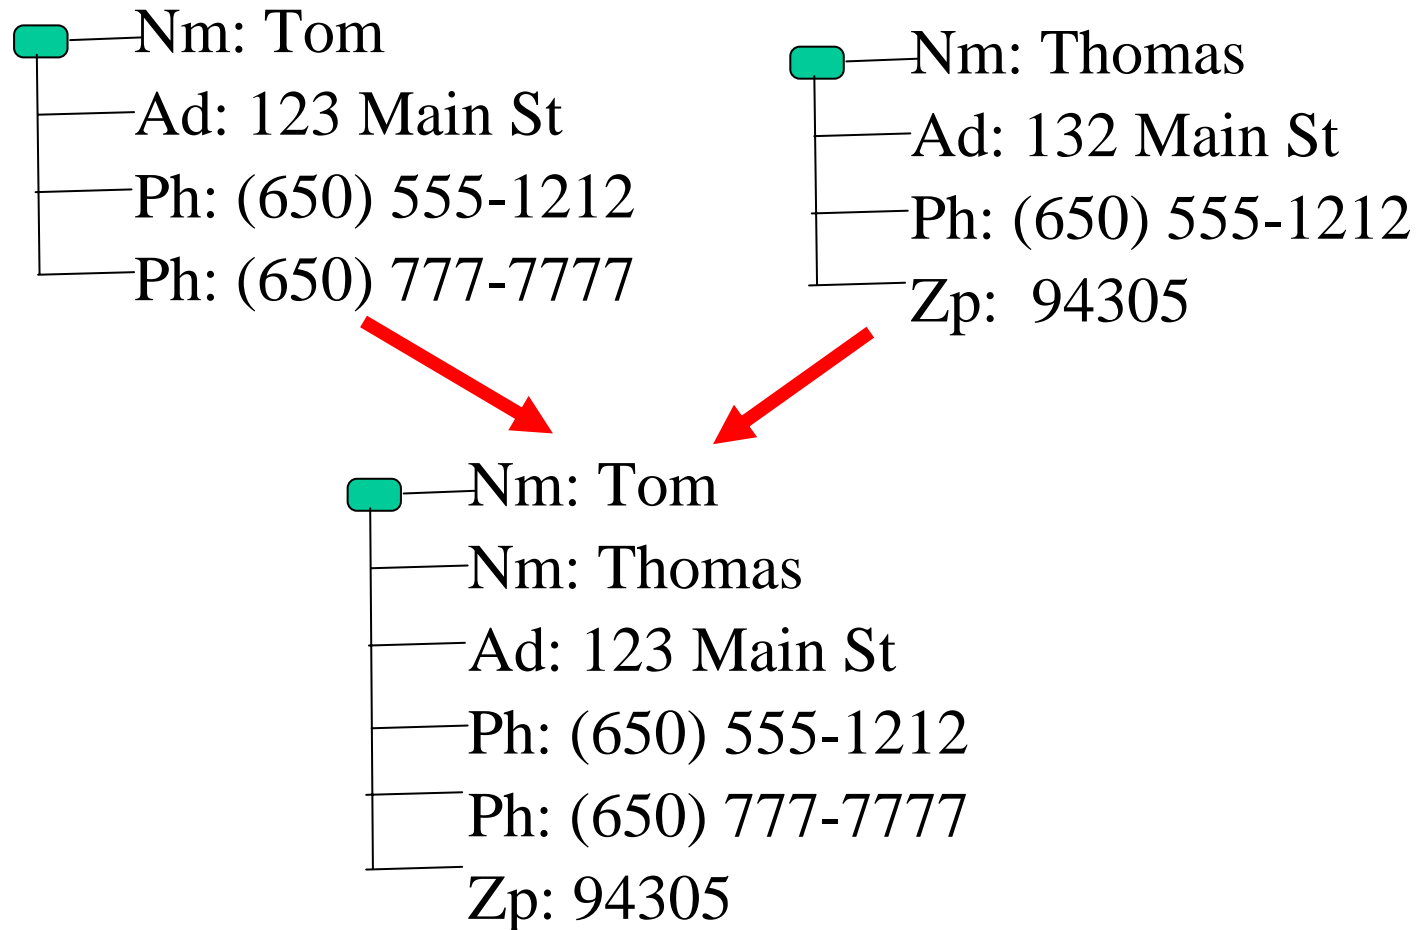 Nm: Tom
Ad: 123 Main St
Ph: (650) 555-1212
Ph: (650) 777-7777
Nm: Thomas
Ad: 132 Main St
Ph: (650) 555-1212
Zp: 94305
Nm: Tom
Nm: Thomas
Ad: 123 Main St
Ph: (650) 555-1212
Ph: (650) 777-7777
Zp: 94305